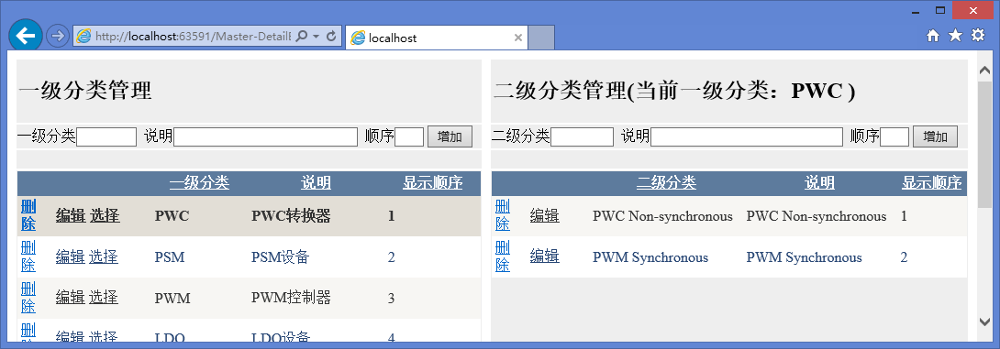 http://localhost:63591/Master-DetailE
localhost
一级分类管理
一级分类 说明 顺序 增加
一级分类 说明 显示顺序
删除 编辑 选择 PWC PWC转换器 1
删除 编辑 选择 PSM PSM设备 2
删除 编辑 选择 PWM PWM控制器 3
删除 编辑 选择 LDO LDO设备 4
二级分类管理(当前一级分类：PWC )
二级分类 说明 顺序 增加
二级分类 说明 显示顺序
删除 编辑 PWC Non-synchronous PWC Non-synchronous 1
删除 编辑 PWM Synchronous PWM Synchronous 2